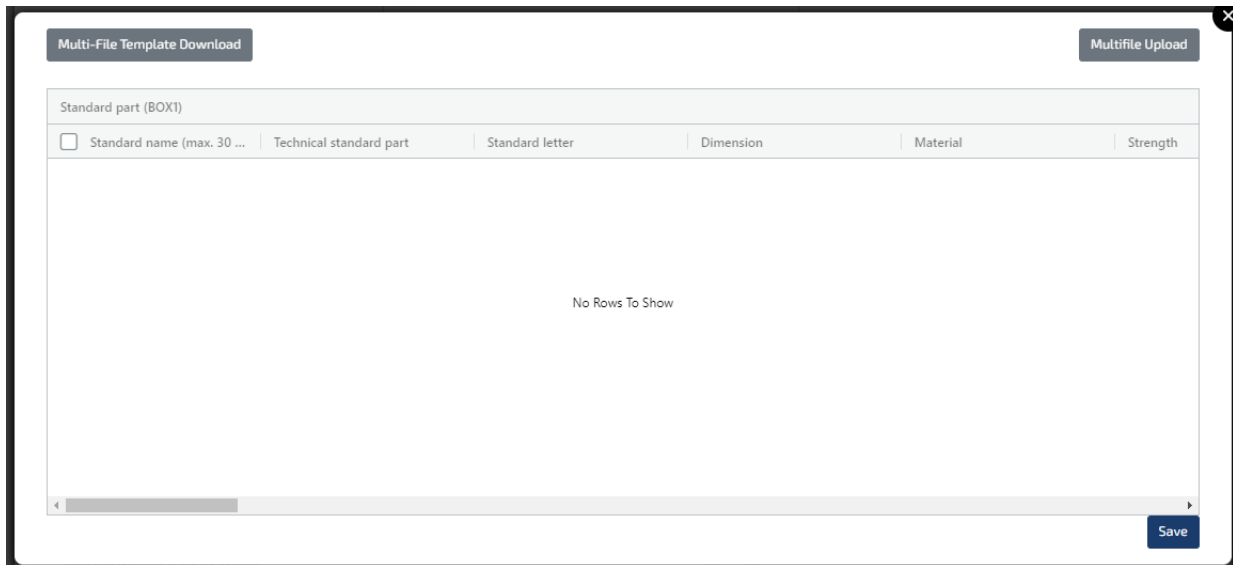 Multi-File Template Download
Multifile Upload
Standard part (BOX1)
Standard name (max. 30 ... Technical standard part Standard letter Dimension Material Strength
No Rows To Show
Save